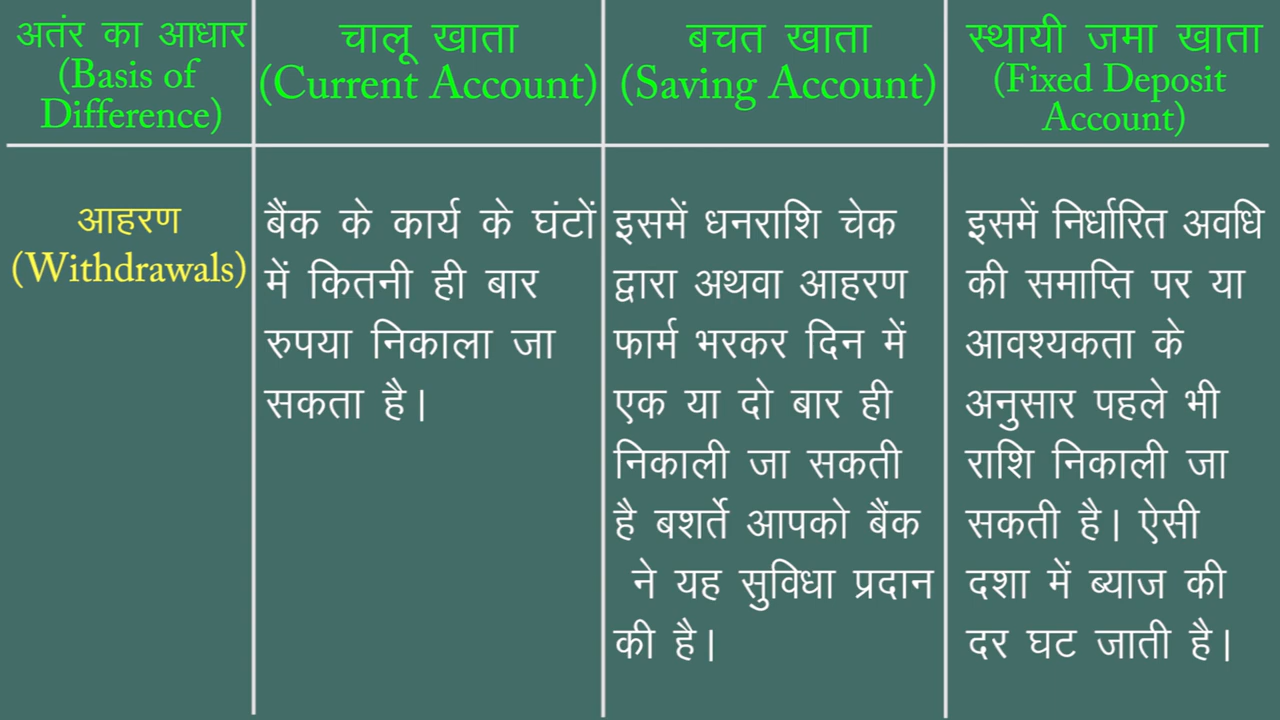 अतंर का आधार
(Basis of
Difference)
चालू खाता
(Current Account)
बचत खाता
(Saving Account)
स्थायी जमा खाता
(Fixed Deposit
Account)
आहरण
(Withdrawals)
बैंक के कार्य के घंटों
में कितनी ही बार
रुपया निकाला जा
सकता है।
इसमें धनराशि चेक
द्वारा अथवा आहरण
फार्म भरकर दिन में
एक या दो बार ही
निकाली जा सकती
है बशर्ते आपको बैंक
ने यह सुविधा प्रदान
की है।
इसमें निर्धारित अवधि
की समाप्ति पर या
आवश्यकता के
अनुसार पहले भी
राशि निकाली जा
सकती है। ऐसी
दशा में ब्याज की
दर घट जाती है।